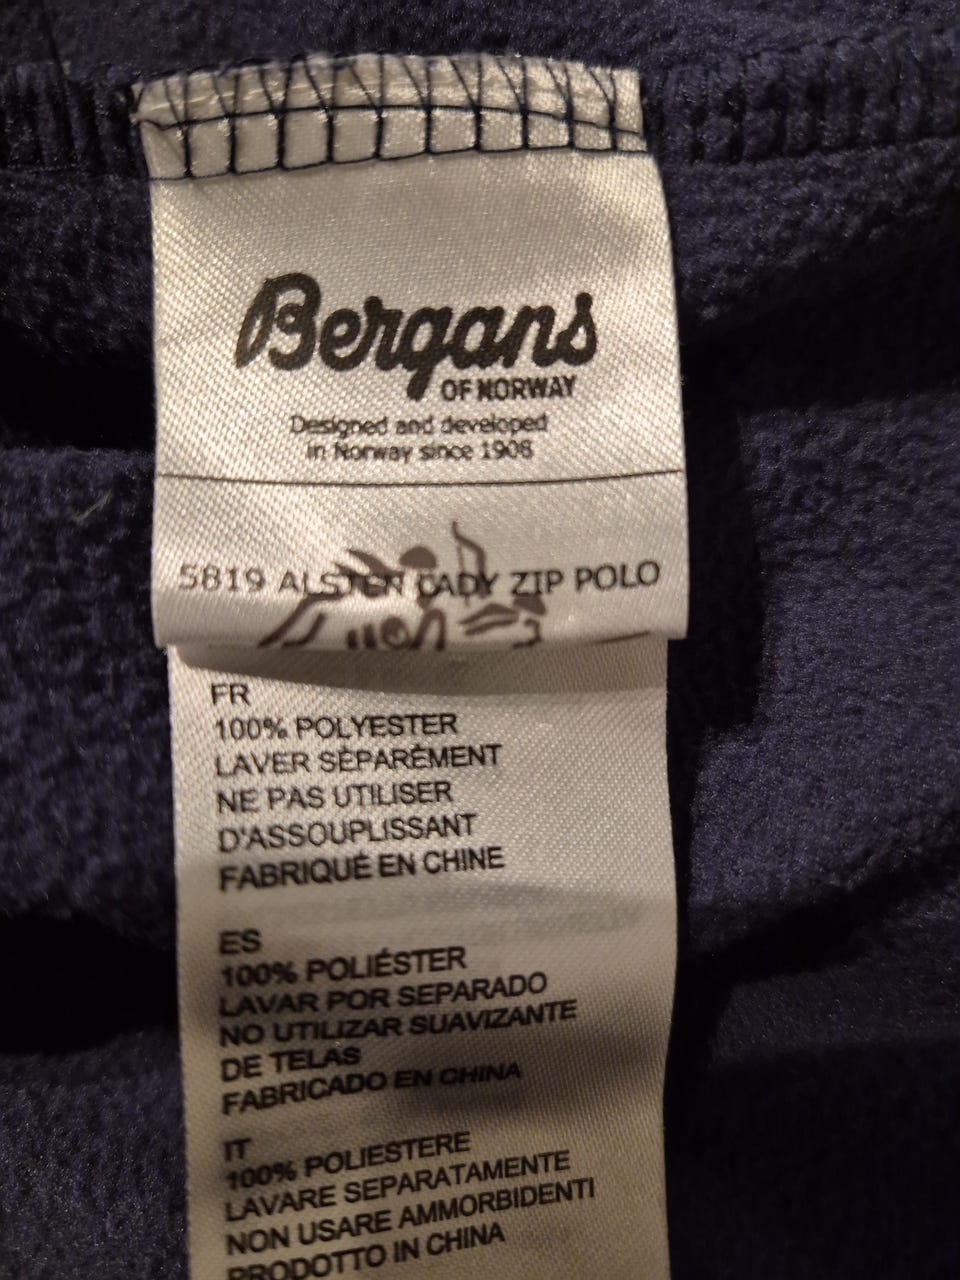 Bergans
OF NORWAY
Designed and developed
in Norway since 1908
5819 ALSTER LADY ZIP POLO
FR
100% POLYESTER
LAVER SÉPARÉMENT
NE PAS UTILISER
D'ASSOUPLISSANT
FABRIQUÉ EN CHINE
ES
100% POLIÉSTER
LAVAR POR SEPARADO
NO UTILIZAR SUAVIZANTE
DE TELAS
FABRICADO EN CHINA
IT
100% POLIESTERE
LAVARE SEPARATAMENTE
NON USARE AMMORBIDENTI
PRODOTTO IN CHINA